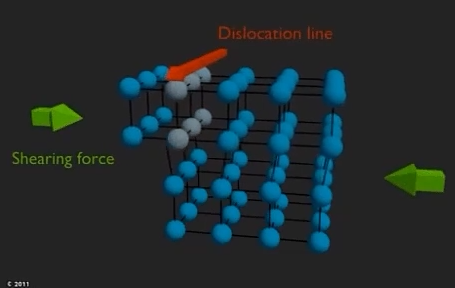 Dislocation line
Shearing force
© 2011